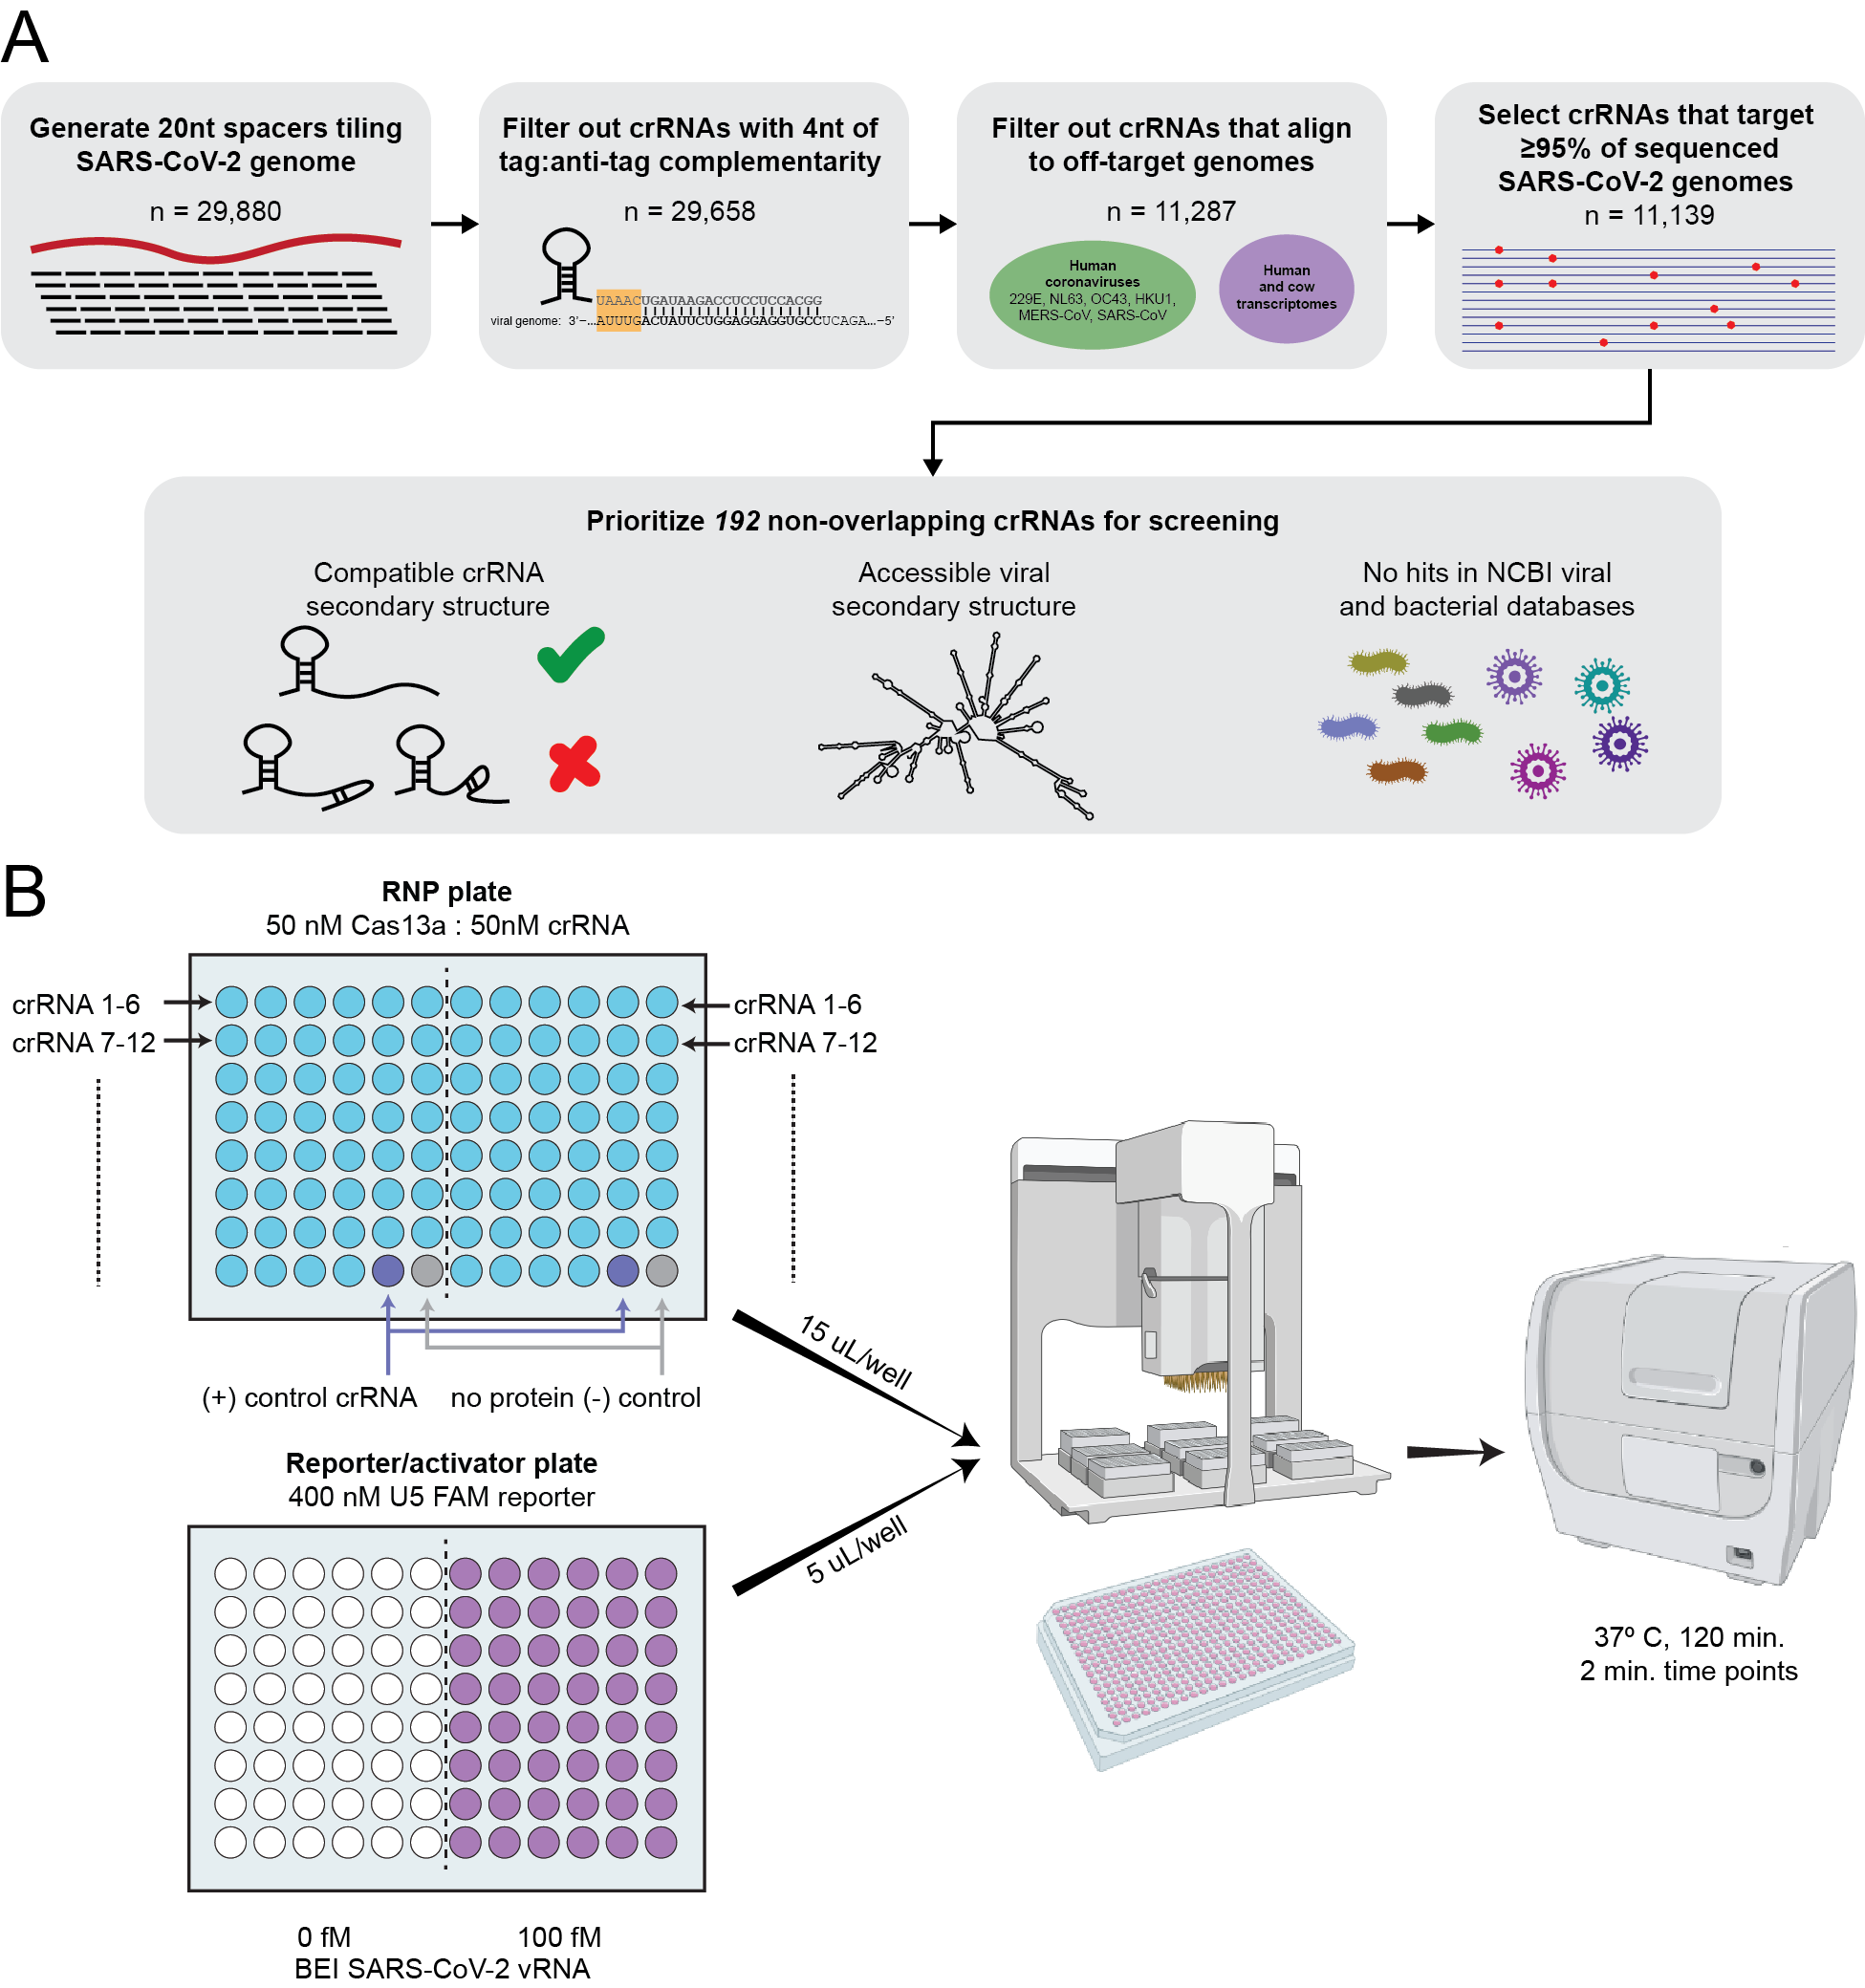 A
Generate 20nt spacers tiling
SARS-CoV-2 genome
n = 29,880
Filter out crRNAs with 4nt of
tag:anti-tag complementarity
n = 29,658
UAAACUGAUAAGACCUCCUCCACGG
viral genome: 3'–...AUUUGACUAUUCUGGAGGAGGUGCCUCAGA...–5'
Filter out crRNAs that align
to off-target genomes
n = 11,287
Human
coronaviruses
229E, NL63, OC43, HKU1,
MERS-CoV, SARS-CoV
Human
and cow
transcriptomes
Select crRNAs that target
≥95% of sequenced
SARS-CoV-2 genomes
n = 11,139
Prioritize 192 non-overlapping crRNAs for screening
Compatible crRNA
secondary structure
Accessible viral
secondary structure
No hits in NCBI viral
and bacterial databases
B
RNP plate
50 nM Cas13a : 50nM crRNA
crRNA 1-6
crRNA 7-12
crRNA 1-6
crRNA 7-12
(+) control crRNA
no protein (-) control
15 uL/well
Reporter/activator plate
400 nM U5 FAM reporter
5 uL/well
0 fM
100 fM
BEI SARS-CoV-2 vRNA
37º C, 120 min.
2 min. time points